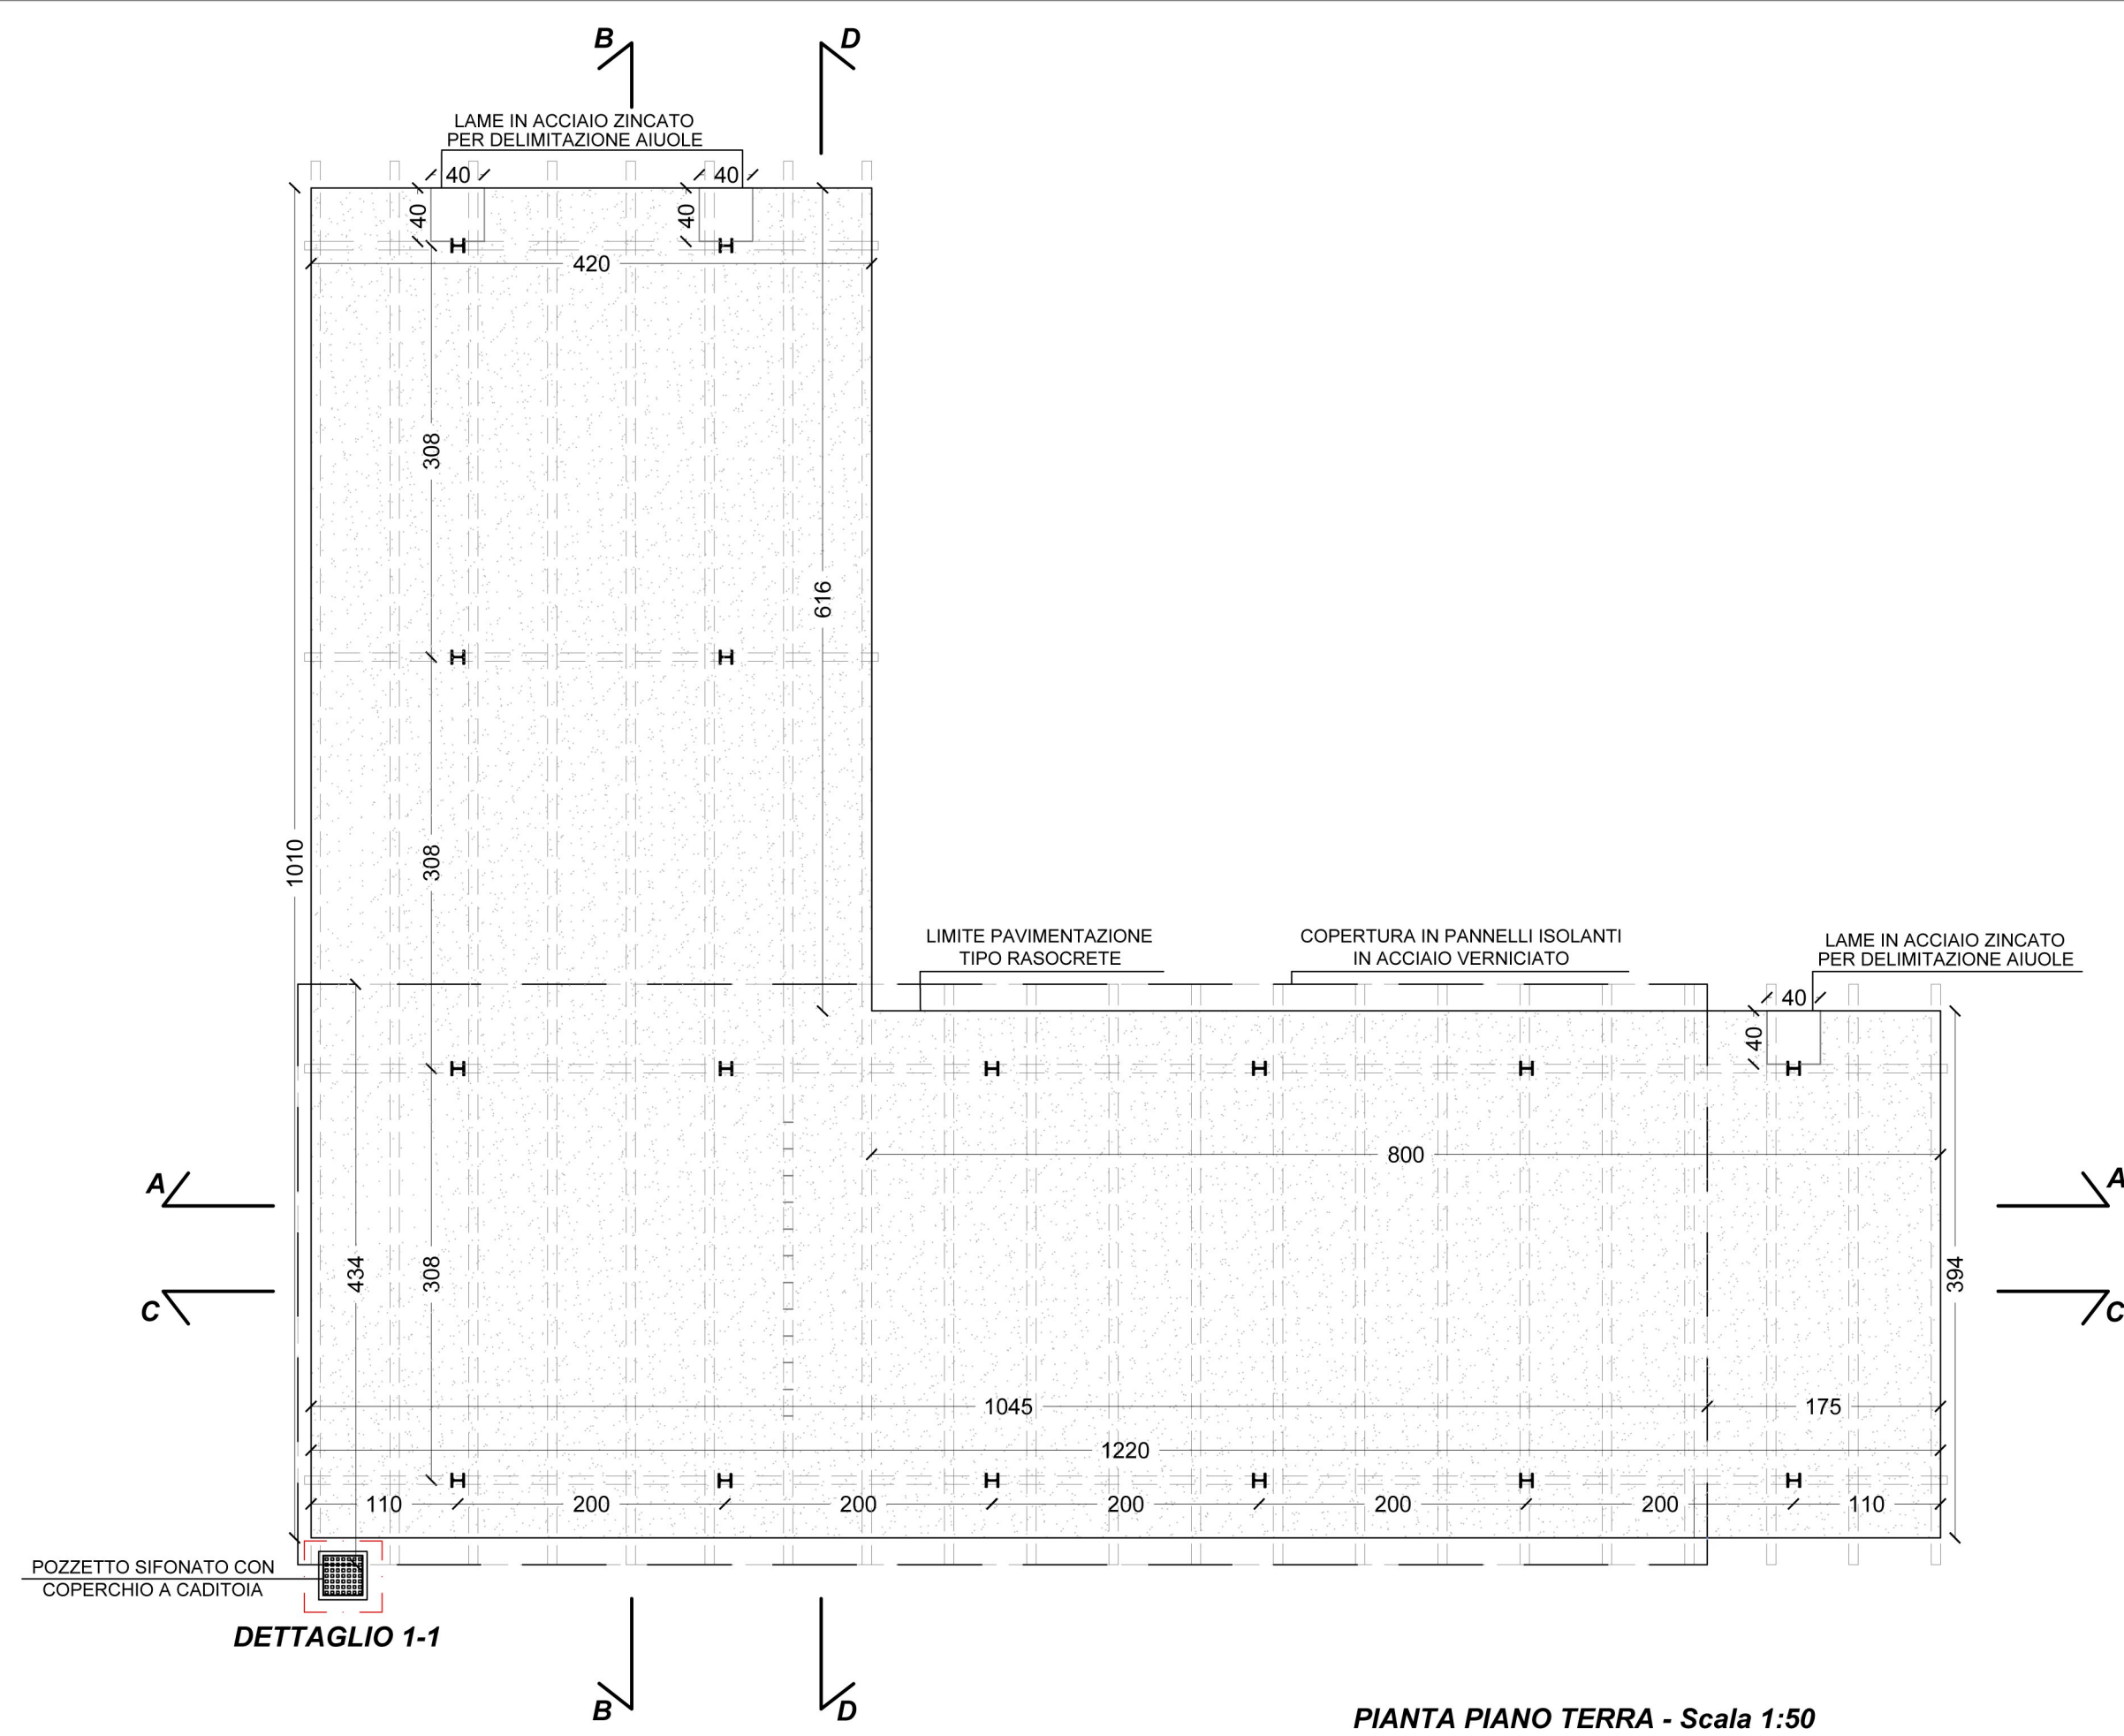 B
D
LAME IN ACCIAIO ZINCATO
PER DELIMITAZIONE AIUOLE
40
40
40
40
420
308
616
1010
308
LIMITE PAVIMENTAZIONE
TIPO RASOCRETE
COPERTURA IN PANNELLI ISOLANTI
IN ACCIAIO VERNICIATO
LAME IN ACCIAIO ZINCATO
PER DELIMITAZIONE AIUOLE
40
40
800
A
A
434
308
394
C
C
1045
175
1220
110
200
200
200
200
200
110
POZZETTO SIFONATO CON
COPERCHIO A CADITOIA
DETTAGLIO 1-1
B
D
PIANTA PIANO TERRA - Scala 1:50